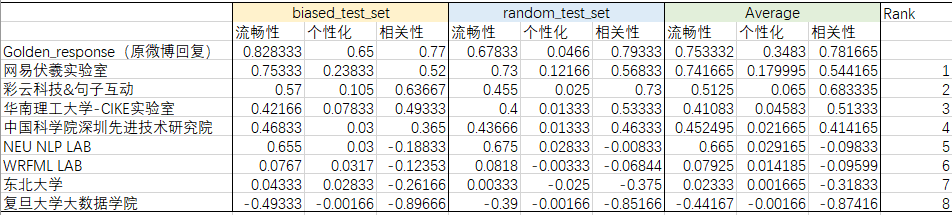 biased_test_set random_test_set Average Rank
流畅性 个性化 相关性 流畅性 个性化 相关性 流畅性 个性化 相关性
Golden_response（原微博回复） 0.828333 0.65 0.77 0.67833 0.0466 0.79333 0.753332 0.3483 0.781665
网易伏羲实验室 0.75333 0.23833 0.52 0.73 0.12166 0.56833 0.741665 0.179995 0.544165 1
彩云科技&句子互动 0.57 0.105 0.63667 0.455 0.025 0.73 0.5125 0.065 0.683335 2
华南理工大学-CIKE实验室 0.42166 0.07833 0.49333 0.4 0.01333 0.53333 0.41083 0.04583 0.51333 3
中国科学院深圳先进技术研究院 0.46833 0.03 0.365 0.43666 0.01333 0.46333 0.452495 0.021665 0.414165 4
NEU NLP LAB 0.655 0.03 -0.18833 0.675 0.02833 -0.00833 0.665 0.029165 -0.09833 5
WRFML LAB 0.0767 0.0317 -0.12353 0.0818 -0.00333 -0.06844 0.07925 0.014185 -0.09599 6
东北大学 0.04333 0.02833 -0.26166 0.00333 -0.025 -0.375 0.02333 0.001665 -0.31833 7
复旦大学大数据学院 -0.49333 -0.00166 -0.89666 -0.39 -0.00166 -0.85166 -0.44167 -0.00166 -0.87416 8